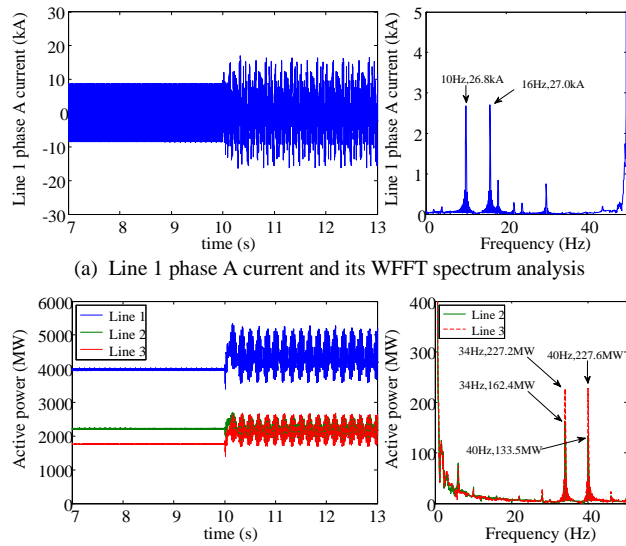 Line 1 phase A current (kA)
30
20
10
0
-10
-20
-30
7
8
9
10
11
12
13
time (s)
Line 1 phase A current (kA)
5
4
3
2
1
0
10Hz,26.8kA
16Hz,27.0kA
0
20
40
Frequency (Hz)
(a) Line 1 phase A current and its WFFT spectrum analysis
Active power (MW)
6000
5000
4000
3000
2000
1000
0
Line 1
Line 2
Line 3
7
8
9
10
11
12
13
time (s)
Active power (MW)
400
300
200
100
0
Line 2
Line 3
34Hz,227.2MW
40Hz,227.6MW
34Hz,162.4MW
40Hz,133.5MW
0
20
40
60
Frequency (Hz)